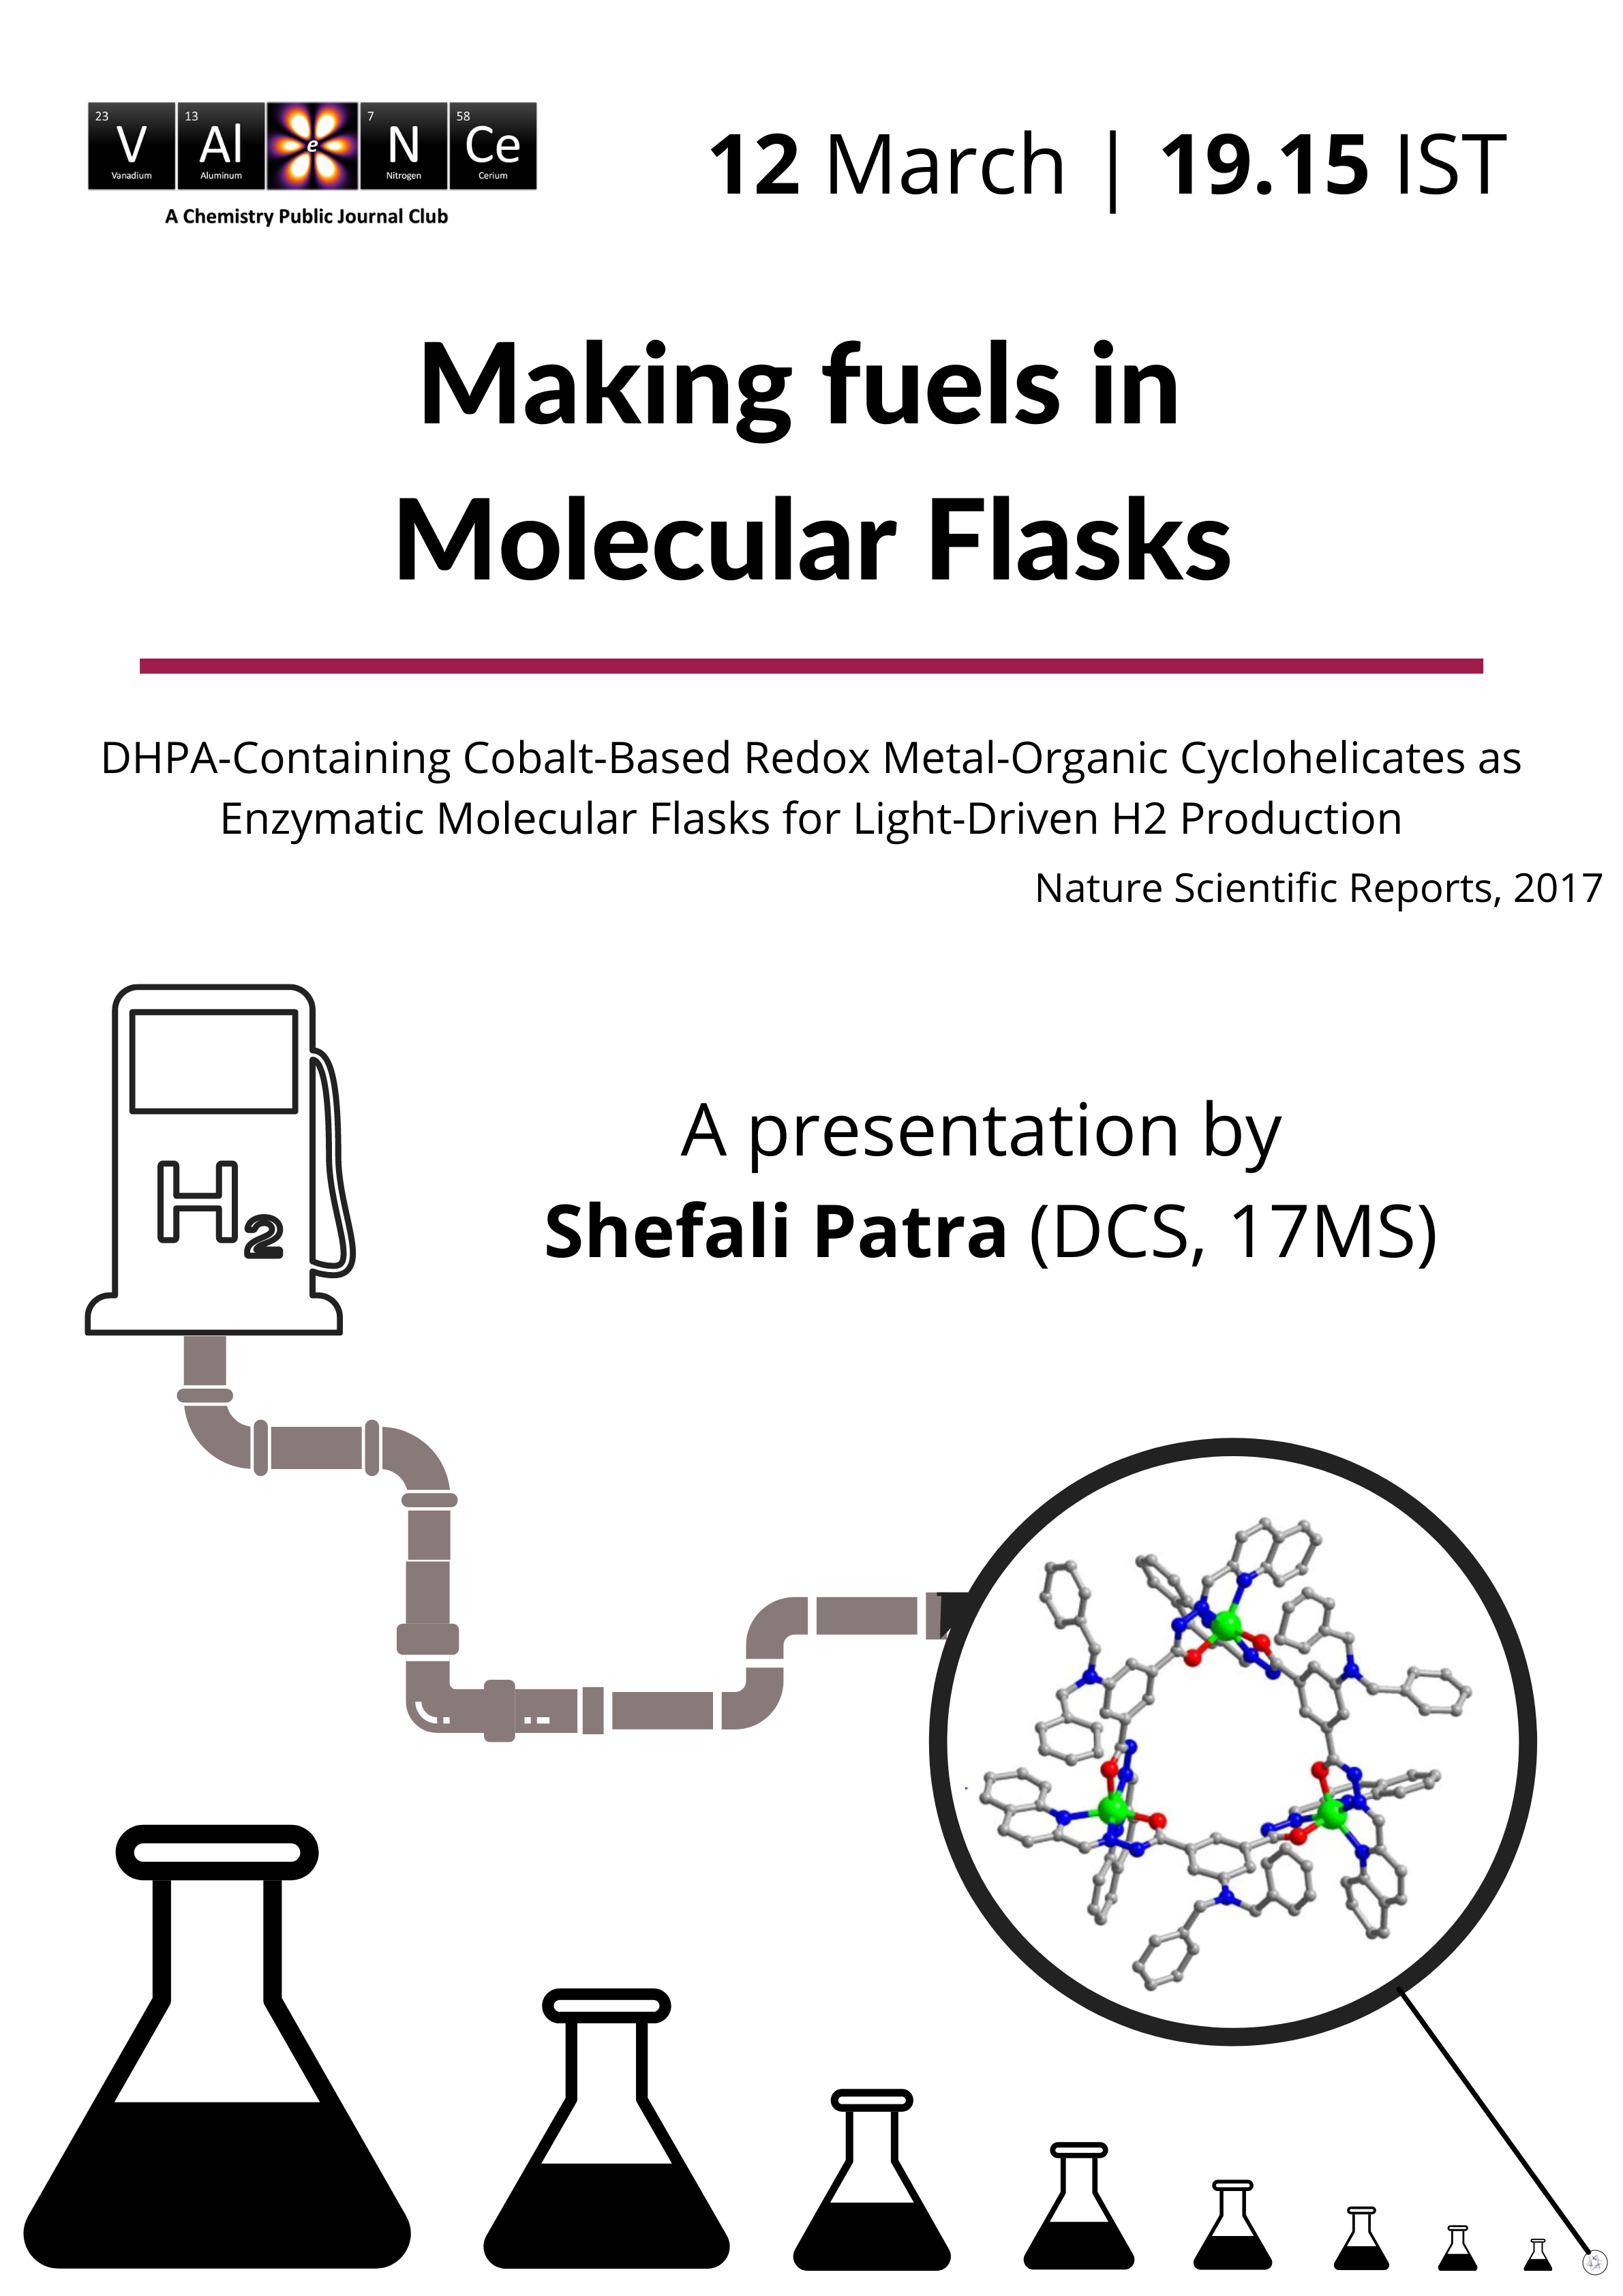 23 13 7 58
V Al e N Ce
Vanadium Aluminum Nitrogen Cerium
A Chemistry Public Journal Club
12 March | 19.15 IST
Making fuels in
Molecular Flasks
DHPA-Containing Cobalt-Based Redox Metal-Organic Cyclohelicates as
Enzymatic Molecular Flasks for Light-Driven H2 Production
Nature Scientific Reports, 2017
H₂
A presentation by
Shefali Patra (DCS, 17MS)